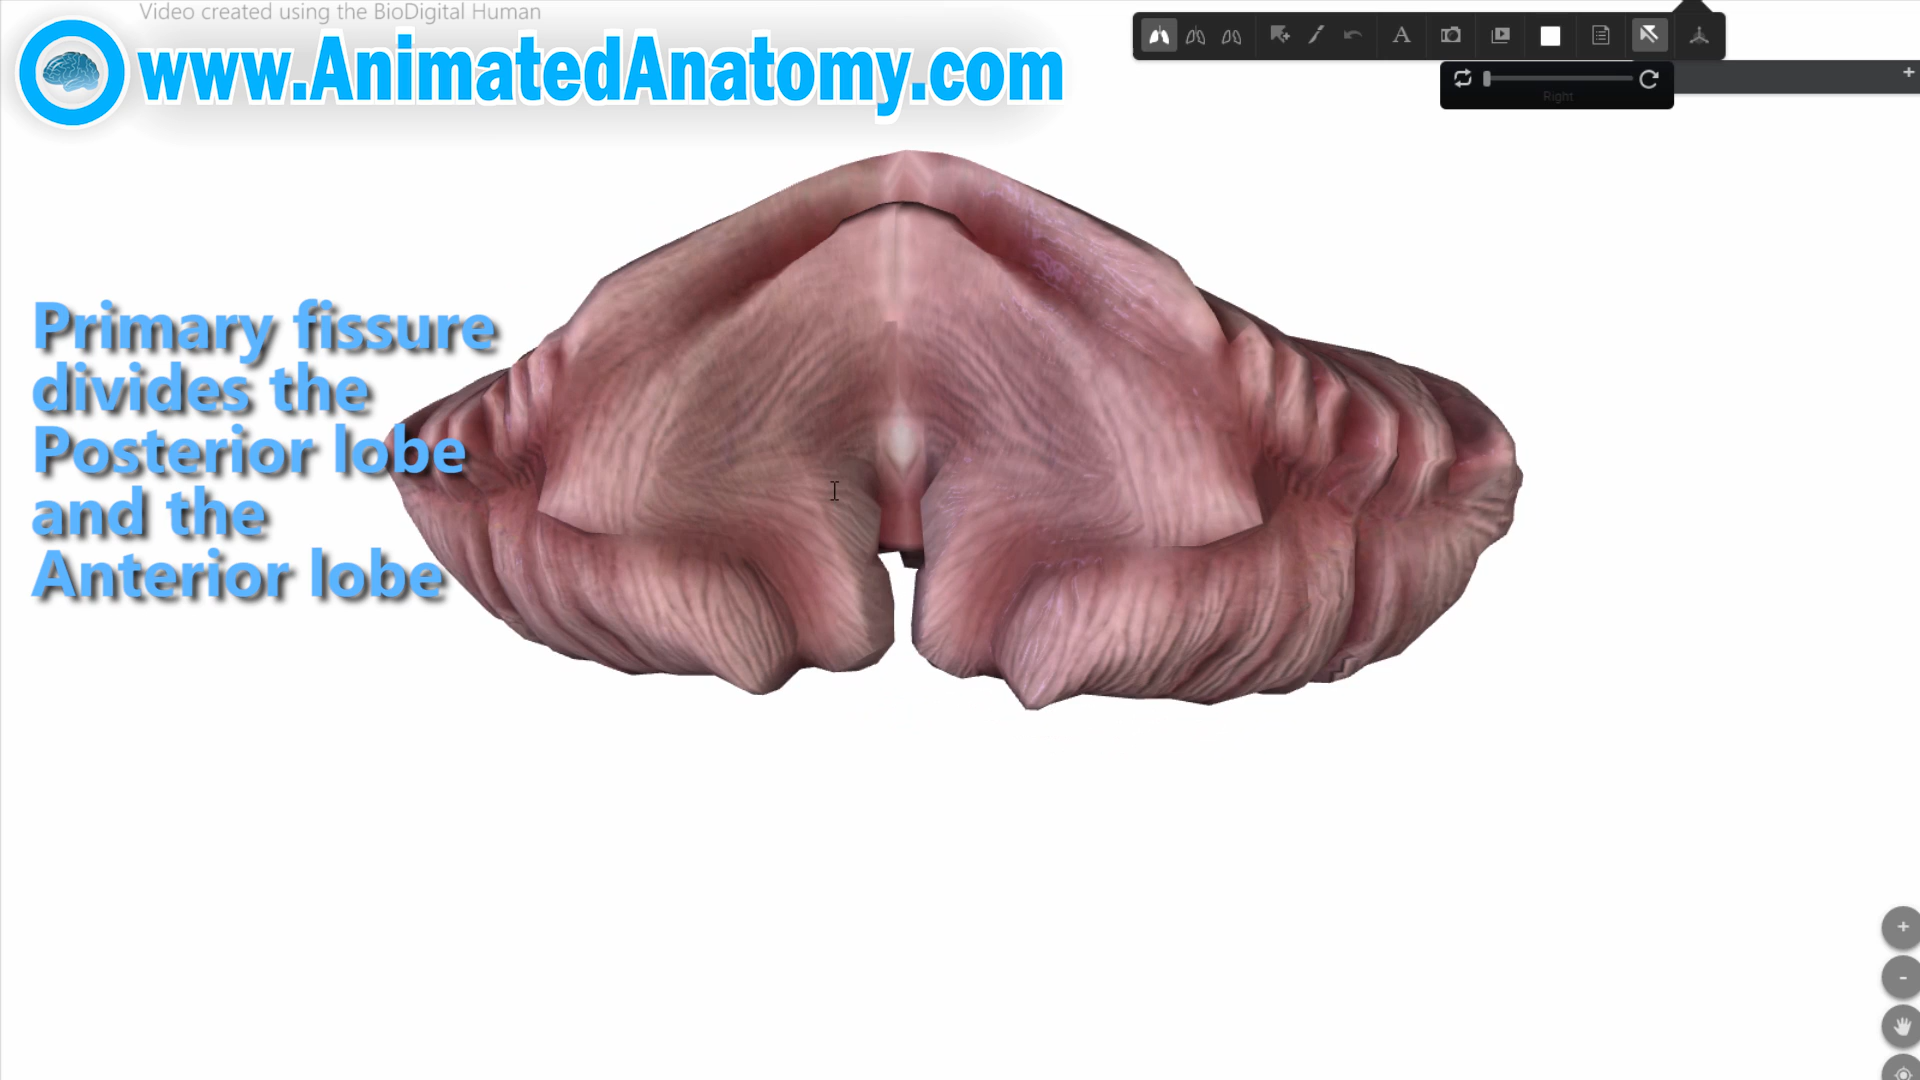 Video created using the BioDigital Human
www.AnimatedAnatomy.com
A
Right
Primary fissure
divides the
Posterior lobe
and the
Anterior lobe